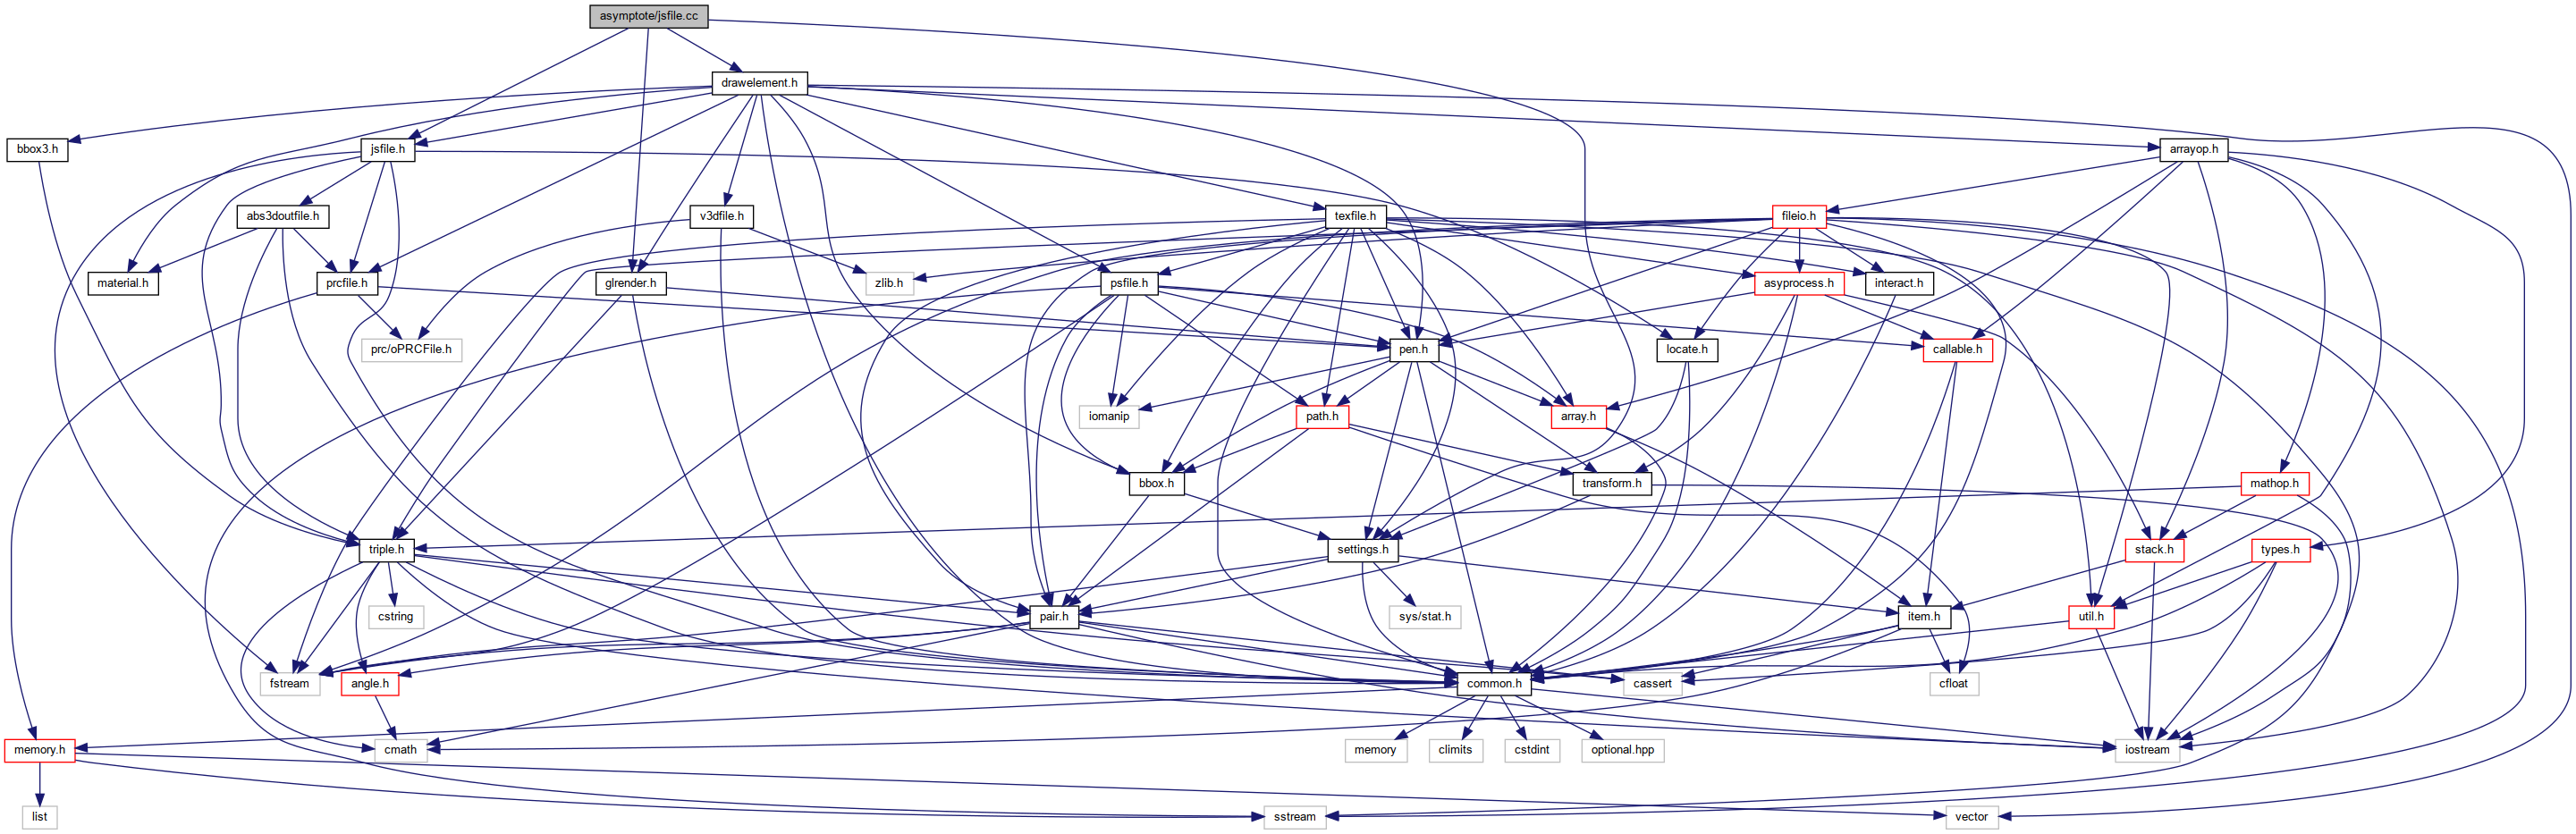 asymptote/jsfile.cc
drawelement.h
bbox3.h
jsfile.h
arrayop.h
abs3doutfile.h
v3dfile.h
texfile.h
fileio.h
material.h
prcfile.h
glrender.h
zlib.h
psfile.h
asyprocess.h
interact.h
prc/oPRCFile.h
pen.h
locate.h
callable.h
iomanip
path.h
array.h
bbox.h
transform.h
mathop.h
triple.h
settings.h
stack.h
types.h
cstring
pair.h
sys/stat.h
item.h
util.h
fstream
angle.h
common.h
cassert
cfloat
memory.h
cmath
memory
climits
cstdint
optional.hpp
iostream
list
sstream
vector